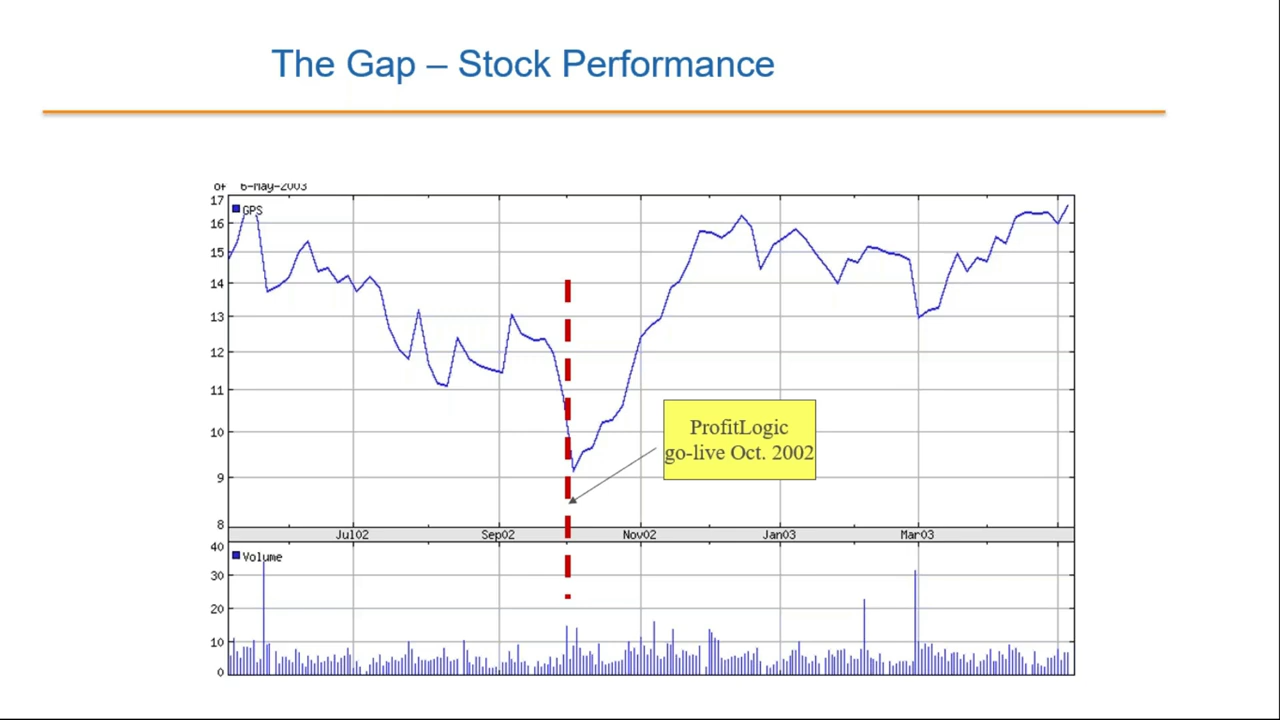 The Gap – Stock Performance
of 6-May-2003
17
GPS
16
15
14
13
12
11
10
9
8
ProfitLogic
go-live Oct. 2002
Jul02 Sep02 Nov02 Jan03 Mar03
40
Volume
30
20
10
0